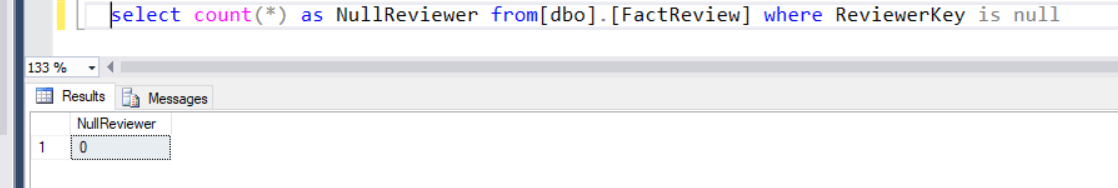 select count(*) as NullReviewer from[dbo].[FactReview] where ReviewerKey is null
133 %
Results Messages
NullReviewer
1 0